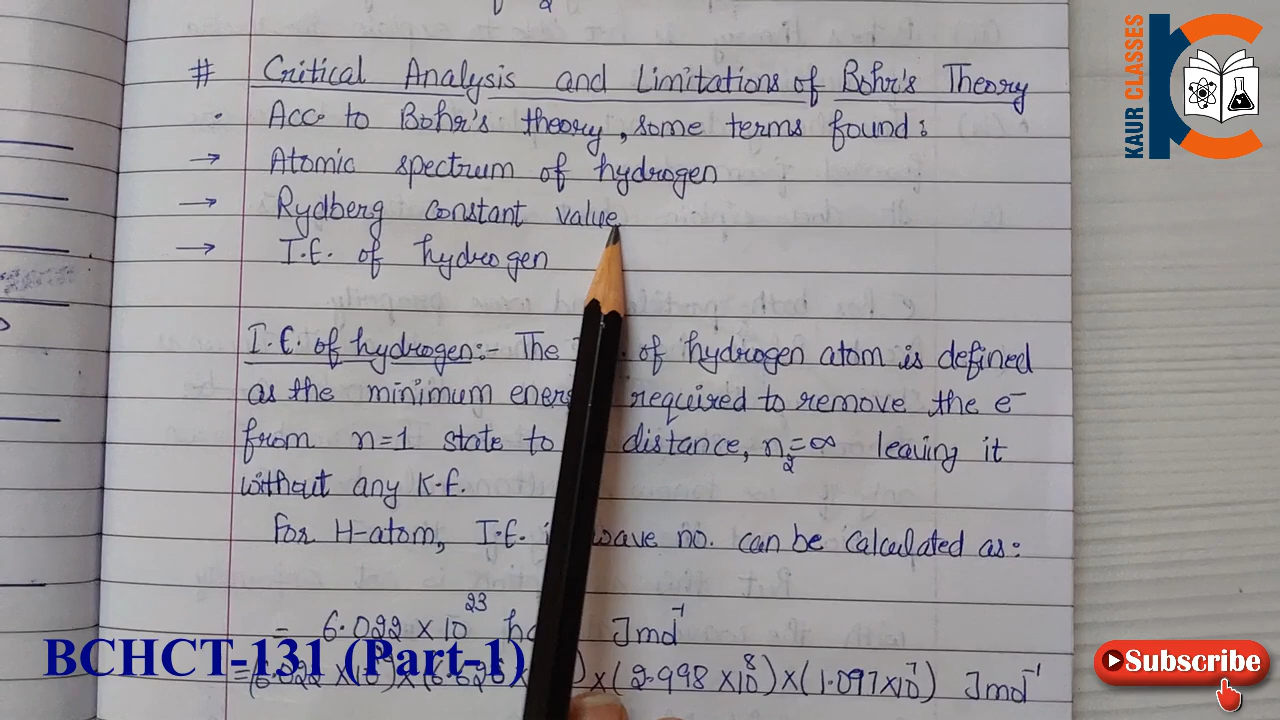 KAUR CLASSES
# Critical Analysis and Limitations of Bohr's Theory
• Acc. to Bohr's theory, some terms found:
→ Atomic spectrum of hydrogen
→ Rydberg constant value
→ I.E. of hydrogen
I.E. of hydrogen:- The of hydrogen atom is defined
as the minimum ener required to remove the e⁻
from n=1 state to distance, n₂=∞ leaving it
without any K.E.
For H-atom, I.E. i wave no. can be calculated as:
= 6.022 × 10²³ h Jmol⁻¹
× (2.998 × 10⁸) × (1.097 × 10⁷) Jmol⁻¹
BCHCT-131 (Part-1)
Subscribe